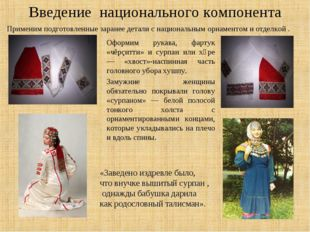 Введение национального компонента
Применим подготовленные заранее детали с национальным орнаментом и отделкой .
Оформим рукава, фартук
«чĕрçитти» и сурпан или хӳре
— «хвост»-наспинная часть
головного убора хушпу.
Замужние женщины
обязательно покрывали голову
«сурпаном» — белой полосой
тонкого холста с
орнаментированными концами,
которые укладывались на плечо
и вдоль спины.
«Заведено издревле было,
что внучке вышитый сурпан ,
однажды бабушка дарила
как родословный талисман».